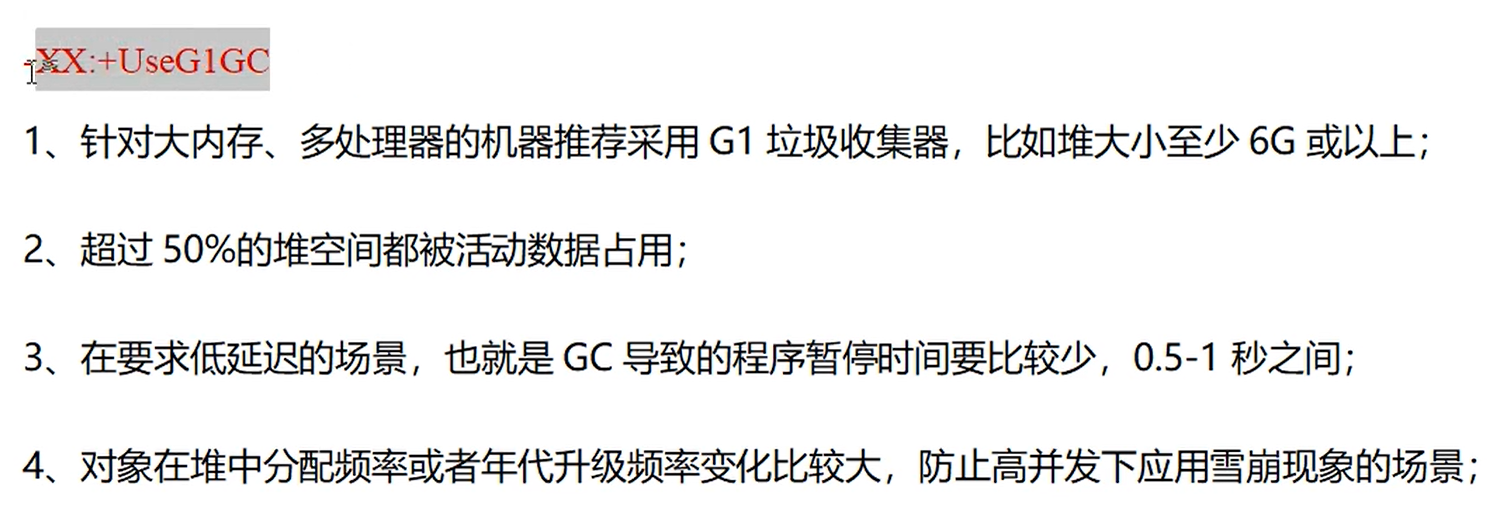 -XX:+UseG1GC
1、针对大内存、多处理器的机器推荐采用 G1 垃圾收集器，比如堆大小至少 6G 或以上；
2、超过 50%的堆空间都被活动数据占用；
3、在要求低延迟的场景，也就是 GC 导致的程序暂停时间要比较少，0.5-1 秒之间；
4、对象在堆中分配频率或者年代升级频率变化比较大，防止高并发下应用雪崩现象的场景；